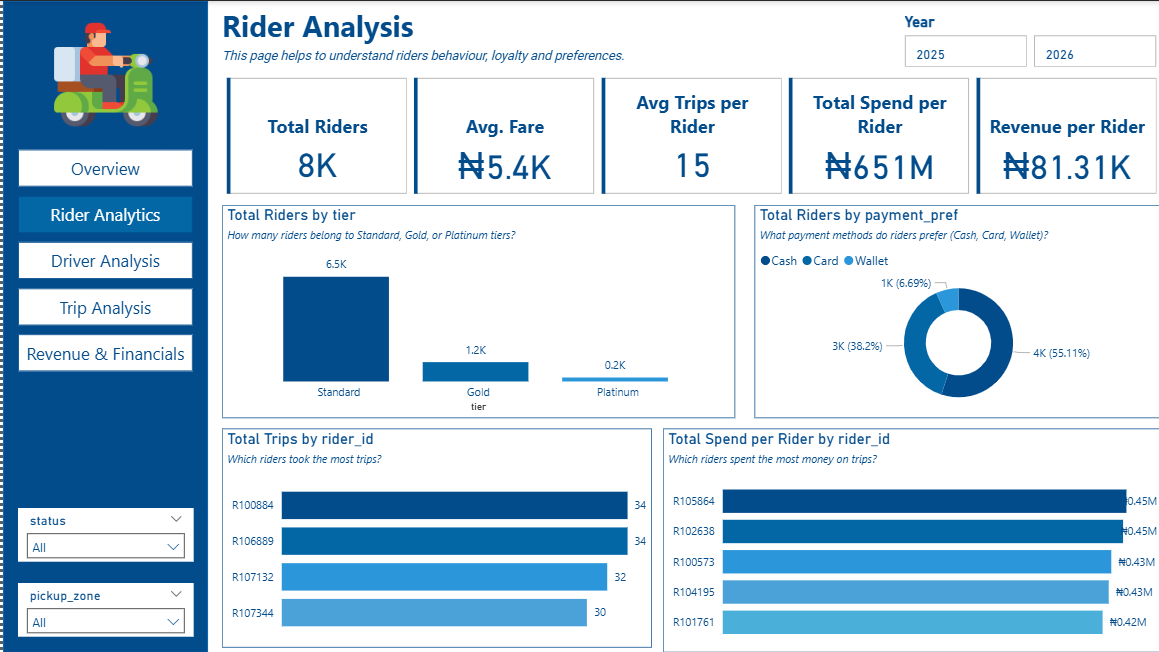 Rider Analysis
This page helps to understand riders behaviour, loyalty and preferences.
Year
2025
2026
Overview
Rider Analytics
Driver Analysis
Trip Analysis
Revenue & Financials
status
All
pickup_zone
All
Total Riders
8K
Avg. Fare
₦5.4K
Avg Trips per
Rider
15
Total Spend per
Rider
₦651M
Revenue per Rider
₦81.31K
Total Riders by tier
How many riders belong to Standard, Gold, or Platinum tiers?
6.5K
1.2K
0.2K
Standard
Gold
Platinum
tier
Total Riders by payment_pref
What payment methods do riders prefer (Cash, Card, Wallet)?
Cash Card Wallet
1K (6.69%)
3K (38.2%)
4K (55.11%)
Total Trips by rider_id
Which riders took the most trips?
R100884 34
R106889 34
R107132 32
R107344 30
Total Spend per Rider by rider_id
Which riders spent the most money on trips?
R105864 ₦0.45M
R102638 ₦0.45M
R100573 ₦0.43M
R104195 ₦0.43M
R101761 ₦0.42M